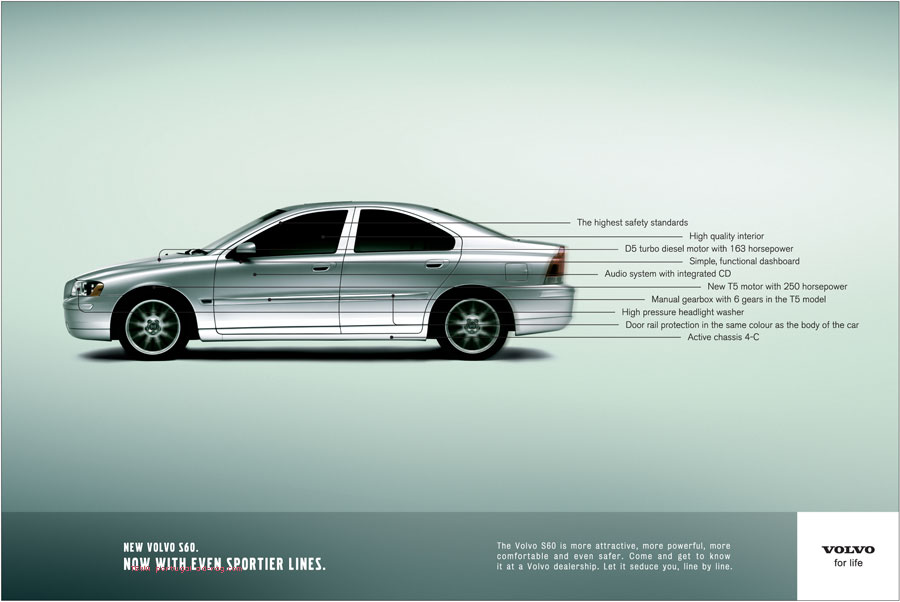 The highest safety standards
High quality interior
D5 turbo diesel motor with 163 horsepower
Simple, functional dashboard
Audio system with integrated CD
New T5 motor with 250 horsepower
Manual gearbox with 6 gears in the T5 model
High pressure headlight washer
Door rail protection in the same colour as the body of the car
Active chassis 4-C
NEW VOLVO S60.
NOW WITH EVEN SPORTIER LINES.
The Volvo S60 is more attractive, more powerful, more
comfortable and even safer. Come and get to know
it at a Volvo dealership. Let it seduce you, line by line.
VOLVO
for life